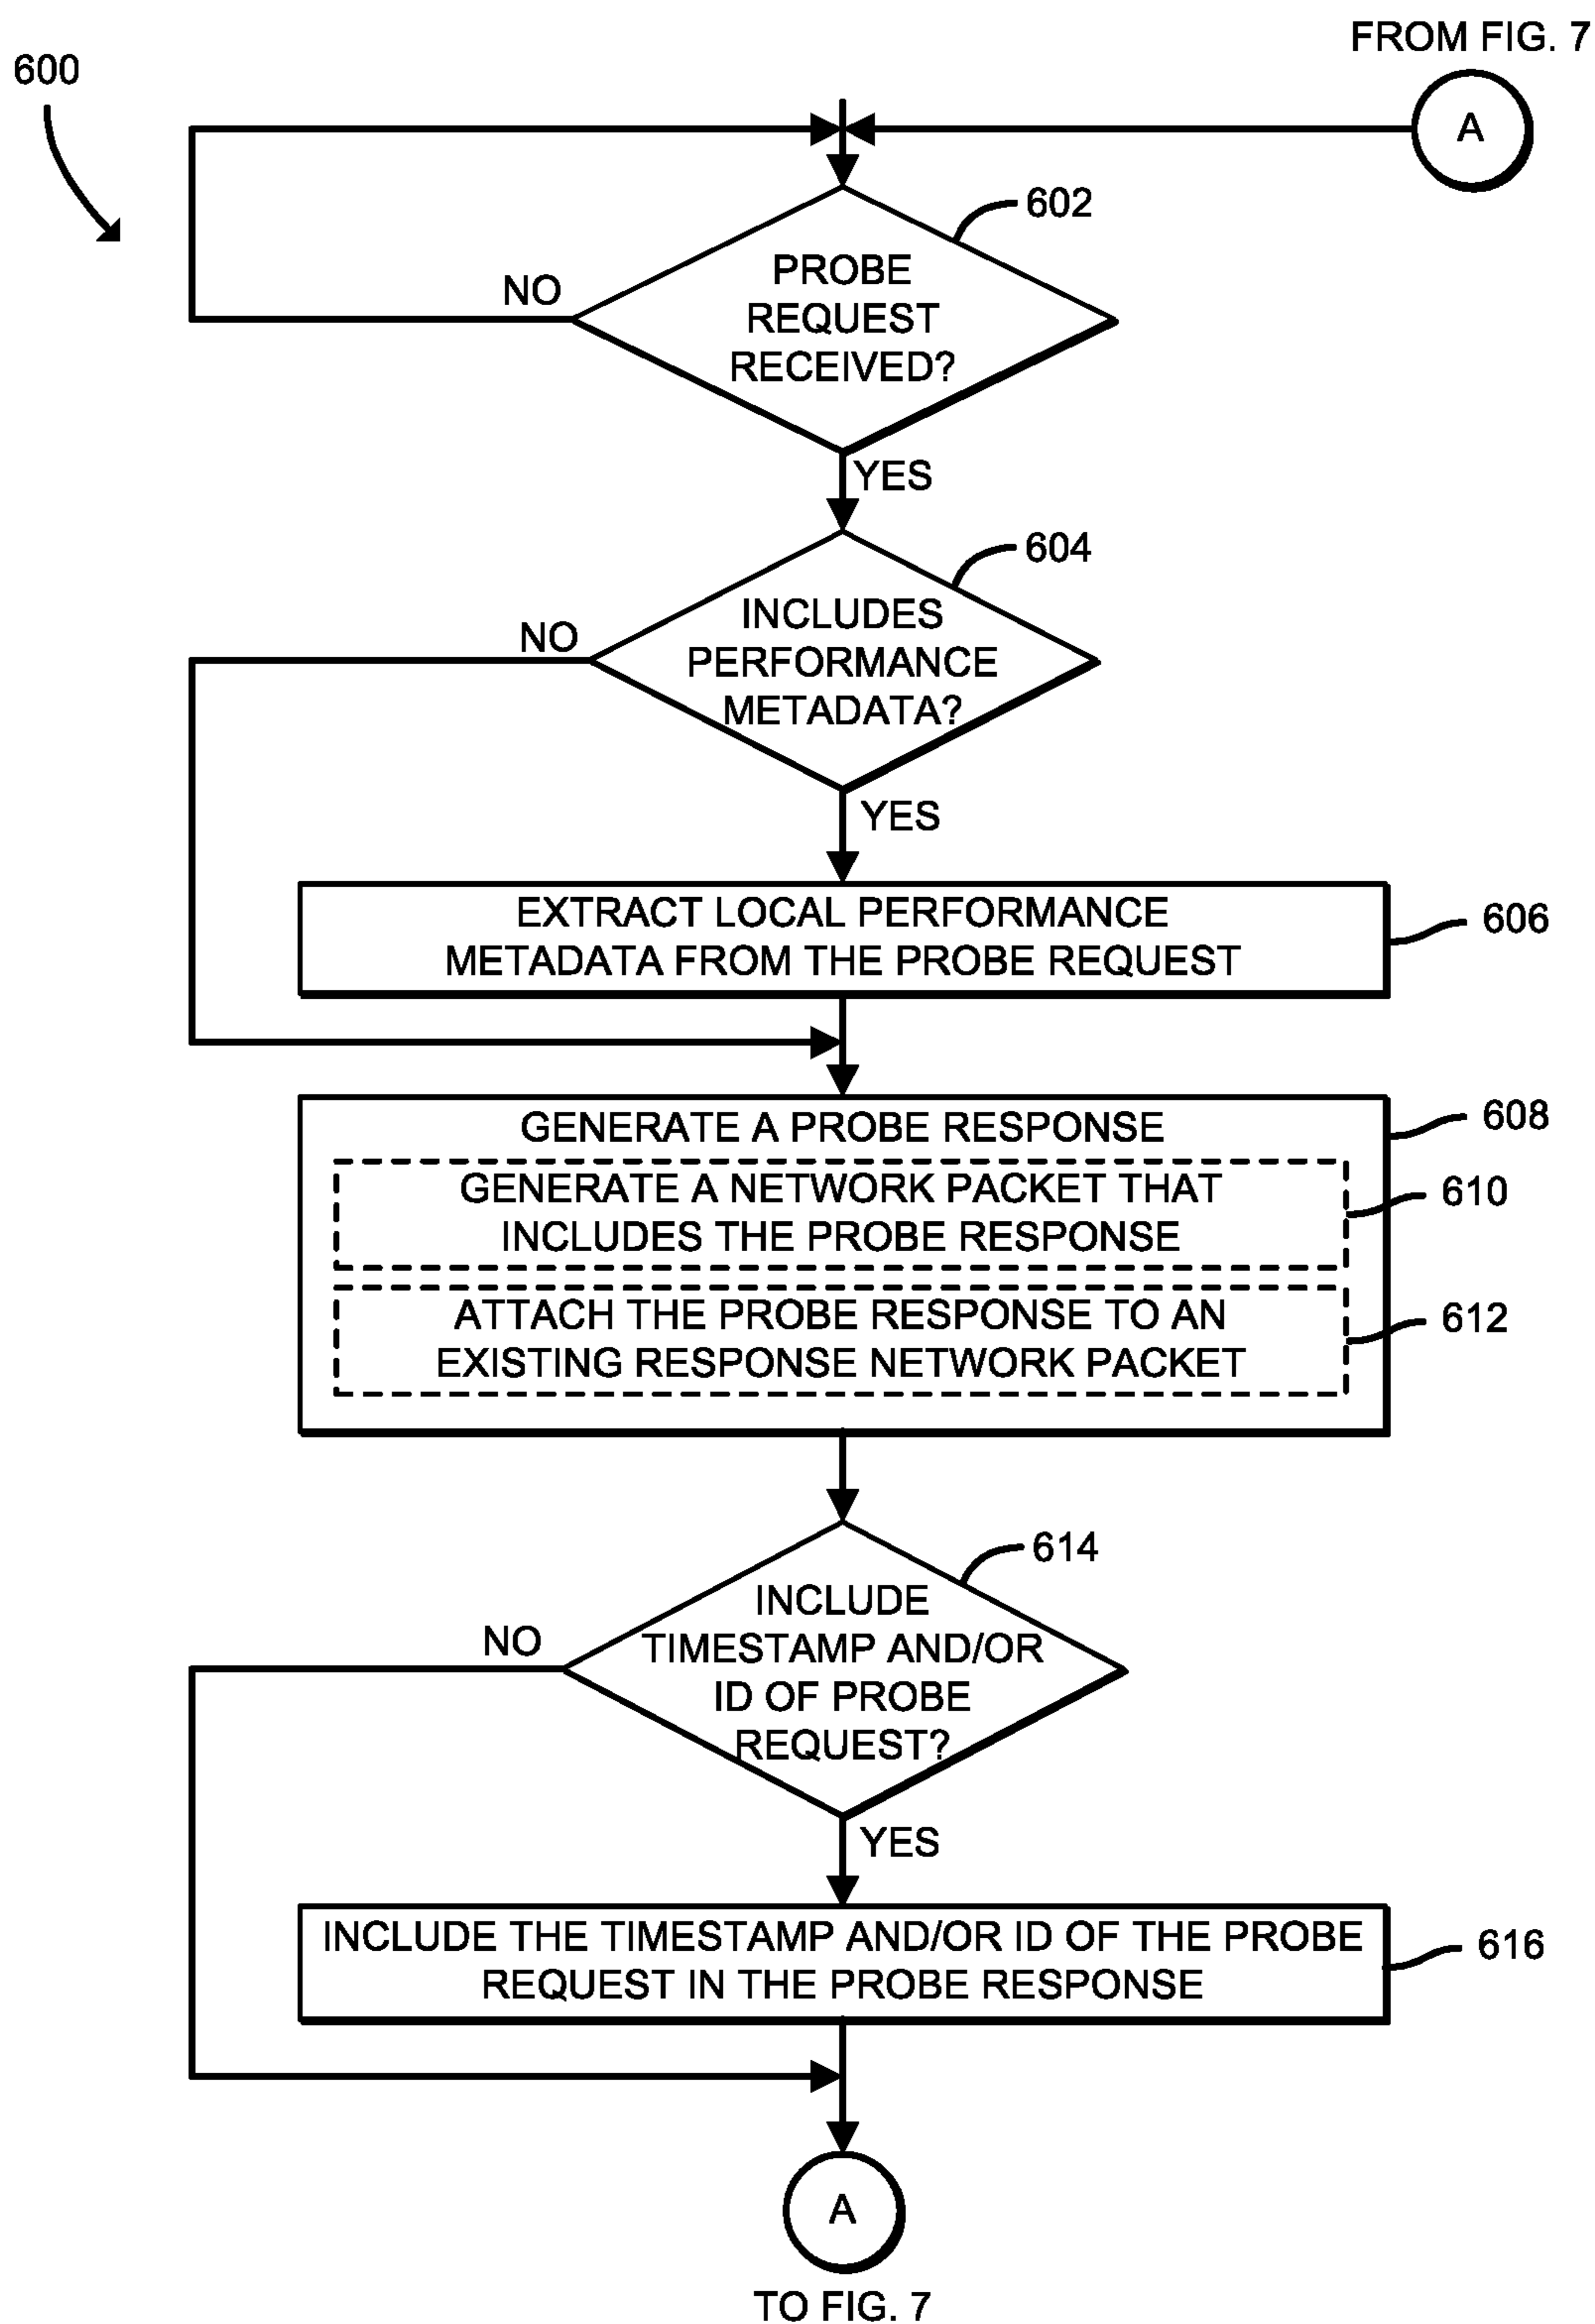 FROM FIG. 7
600
A
602
PROBE
REQUEST
RECEIVED?
NO
YES
604
INCLUDES
PERFORMANCE
METADATA?
NO
YES
EXTRACT LOCAL PERFORMANCE
METADATA FROM THE PROBE REQUEST
606
GENERATE A PROBE RESPONSE
608
GENERATE A NETWORK PACKET THAT
INCLUDES THE PROBE RESPONSE
610
ATTACH THE PROBE RESPONSE TO AN
EXISTING RESPONSE NETWORK PACKET
612
614
INCLUDE
TIMESTAMP AND/OR
ID OF PROBE
REQUEST?
NO
YES
INCLUDE THE TIMESTAMP AND/OR ID OF THE PROBE
REQUEST IN THE PROBE RESPONSE
616
A
TO FIG. 7